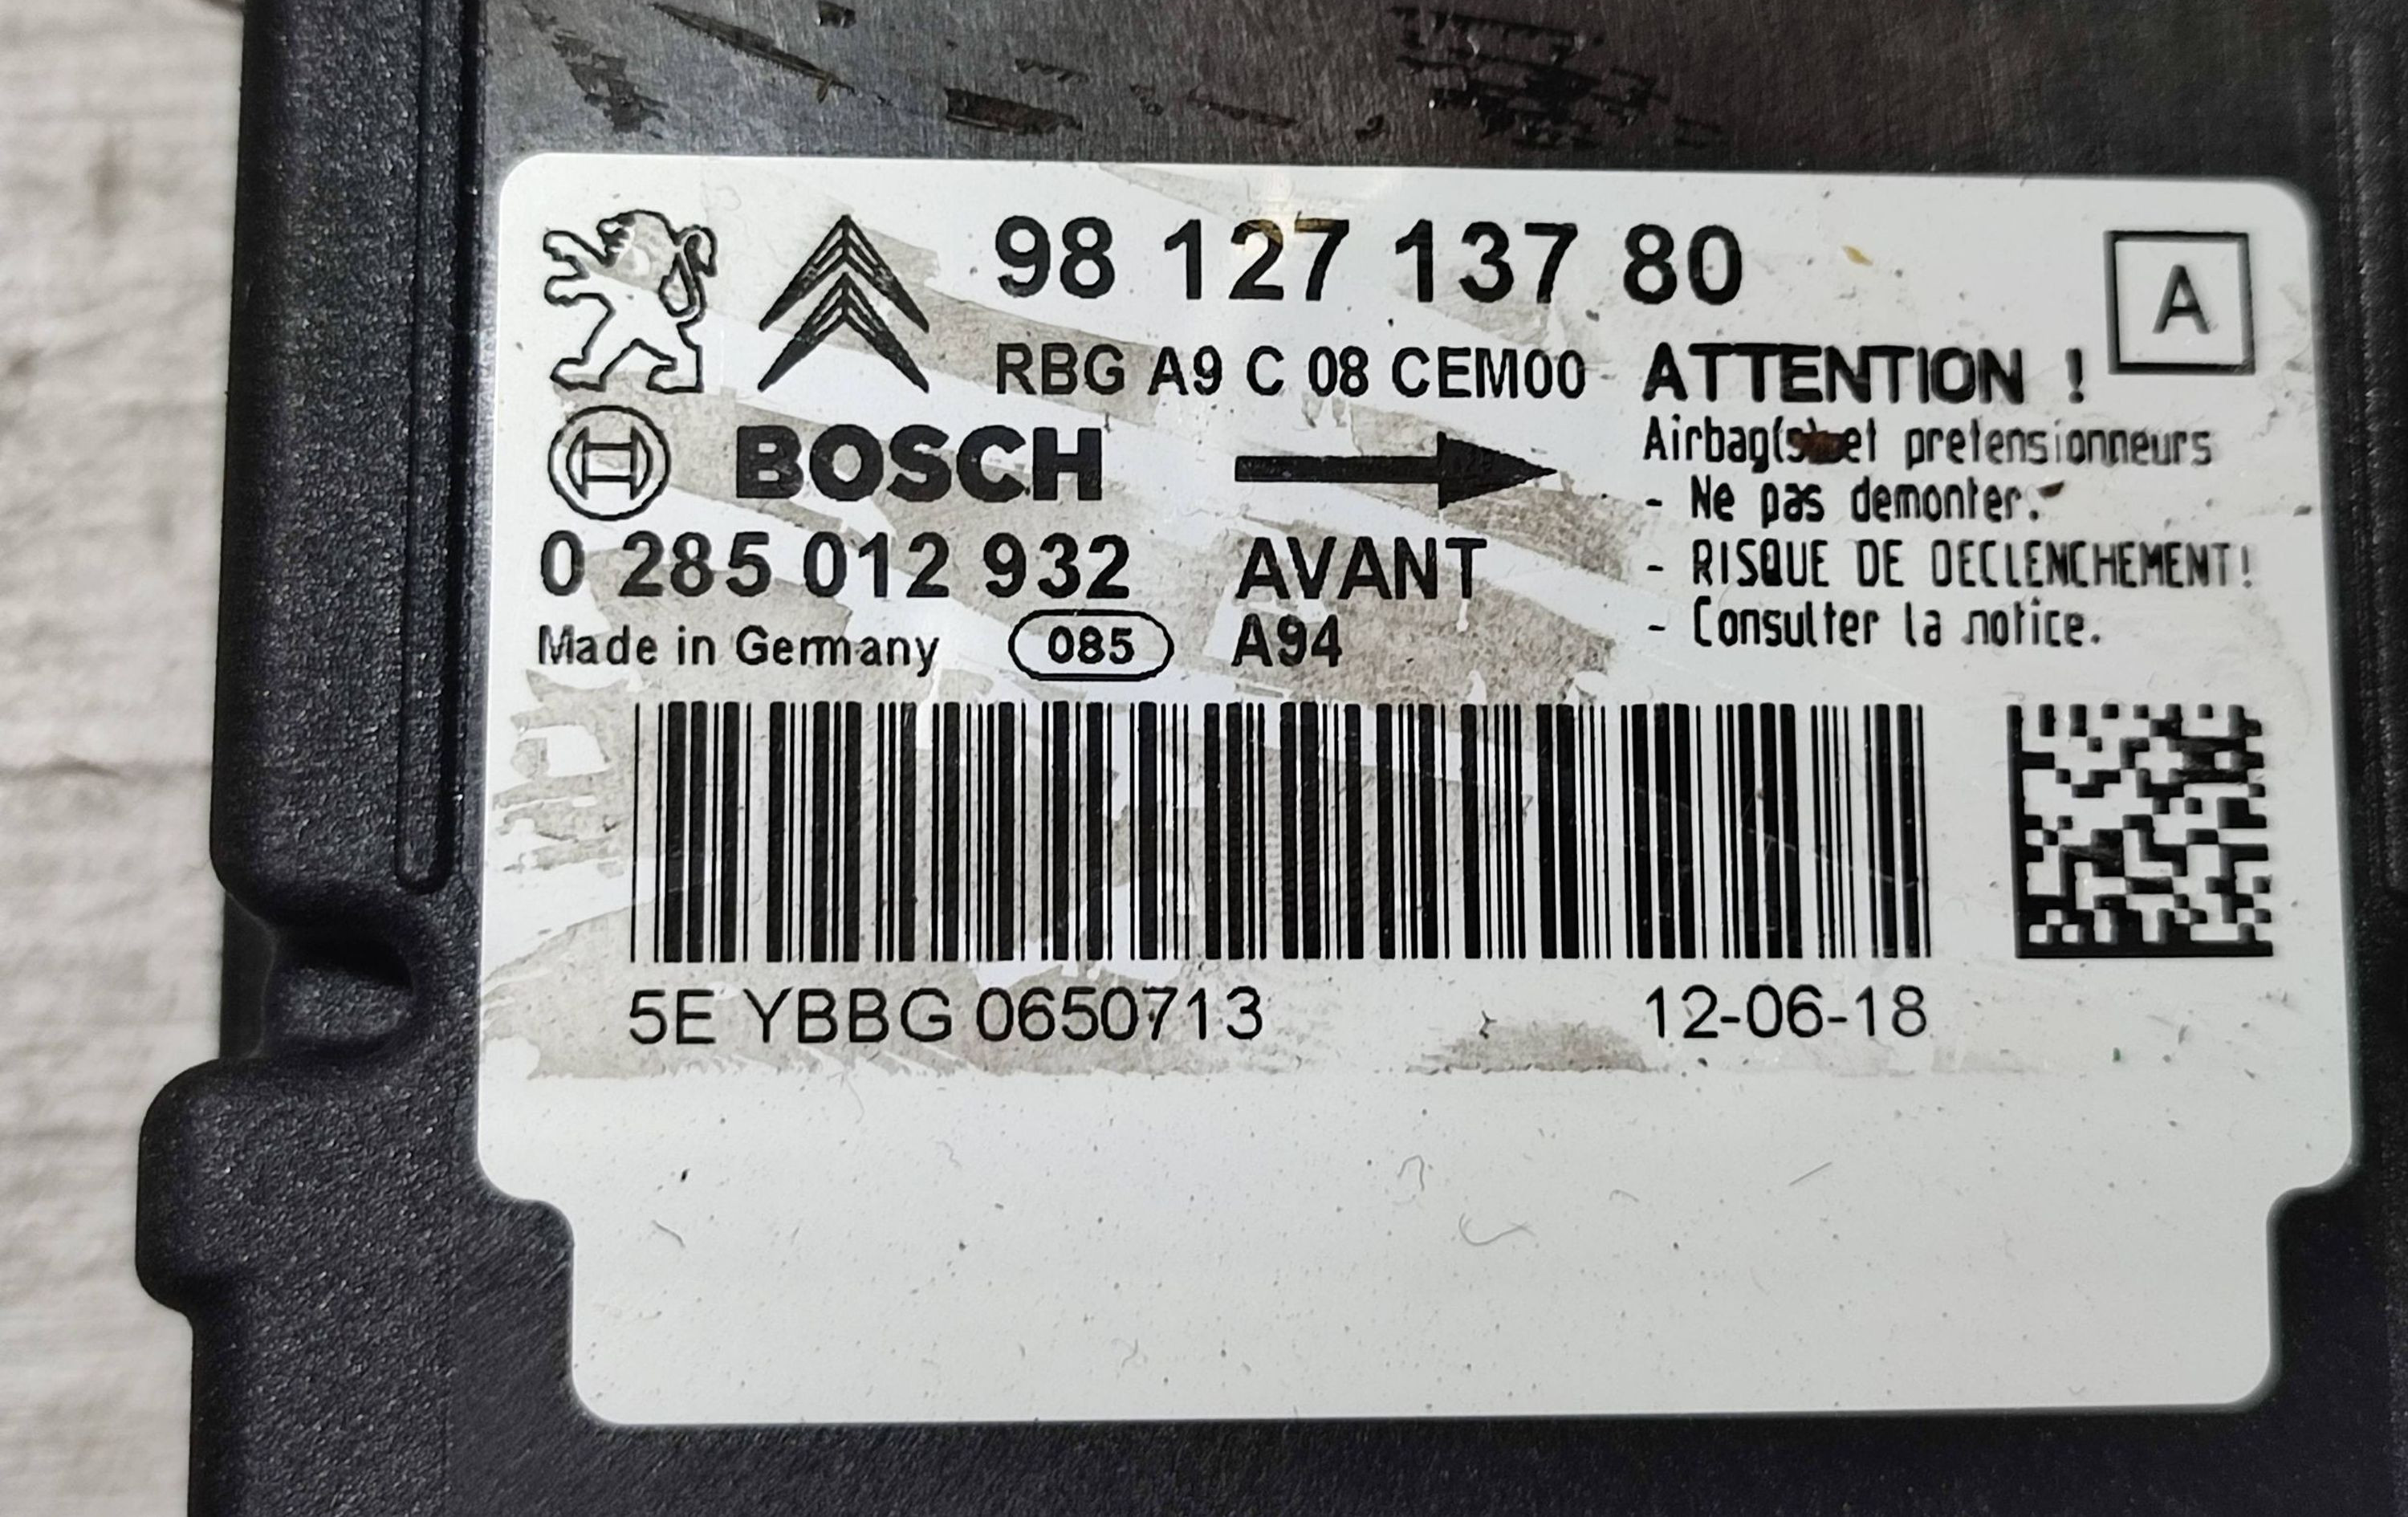 98 127 137 80
A
RBG A9 C 08 CEM00
ATTENTION !
BOSCH
Airbag(s) et pretensionneurs
- Ne pas demonter.
0 285 012 932 AVANT
- RISQUE DE DECLENCHEMENT!
Made in Germany 085 A94
- Consulter la notice.
5E YBBG 0650713 12-06-18